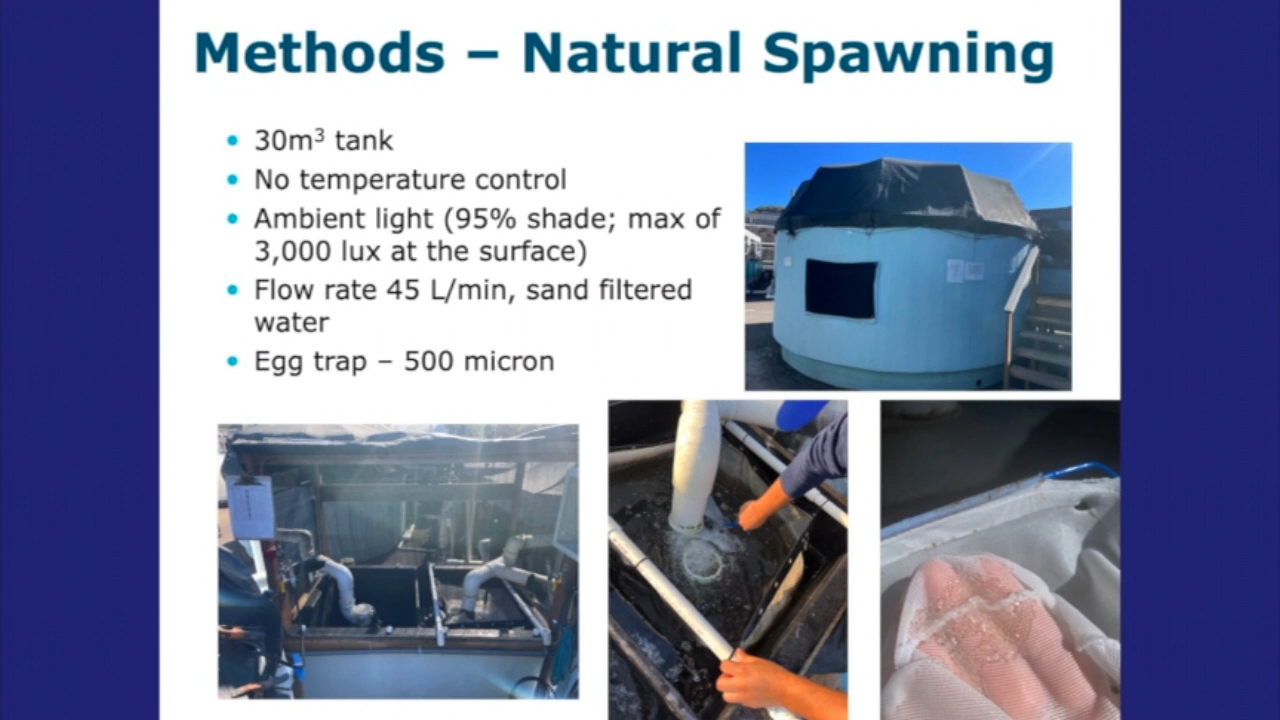 Methods – Natural Spawning
• 30m³ tank
• No temperature control
• Ambient light (95% shade; max of
3,000 lux at the surface)
• Flow rate 45 L/min, sand filtered
water
• Egg trap – 500 micron